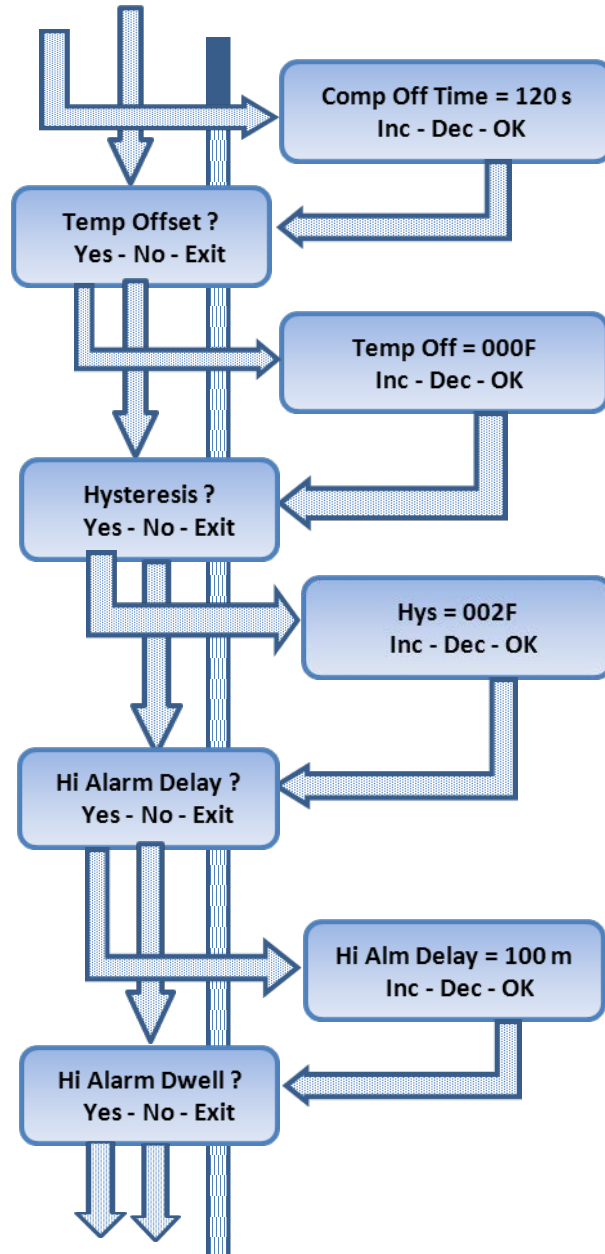 Comp Off Time = 120 s
Inc - Dec - OK
Temp Offset ?
Yes - No - Exit
Temp Off = 000F
Inc - Dec - OK
Hysteresis ?
Yes - No - Exit
Hys = 002F
Inc - Dec - OK
Hi Alarm Delay ?
Yes - No - Exit
Hi Alm Delay = 100 m
Inc - Dec - OK
Hi Alarm Dwell ?
Yes - No - Exit